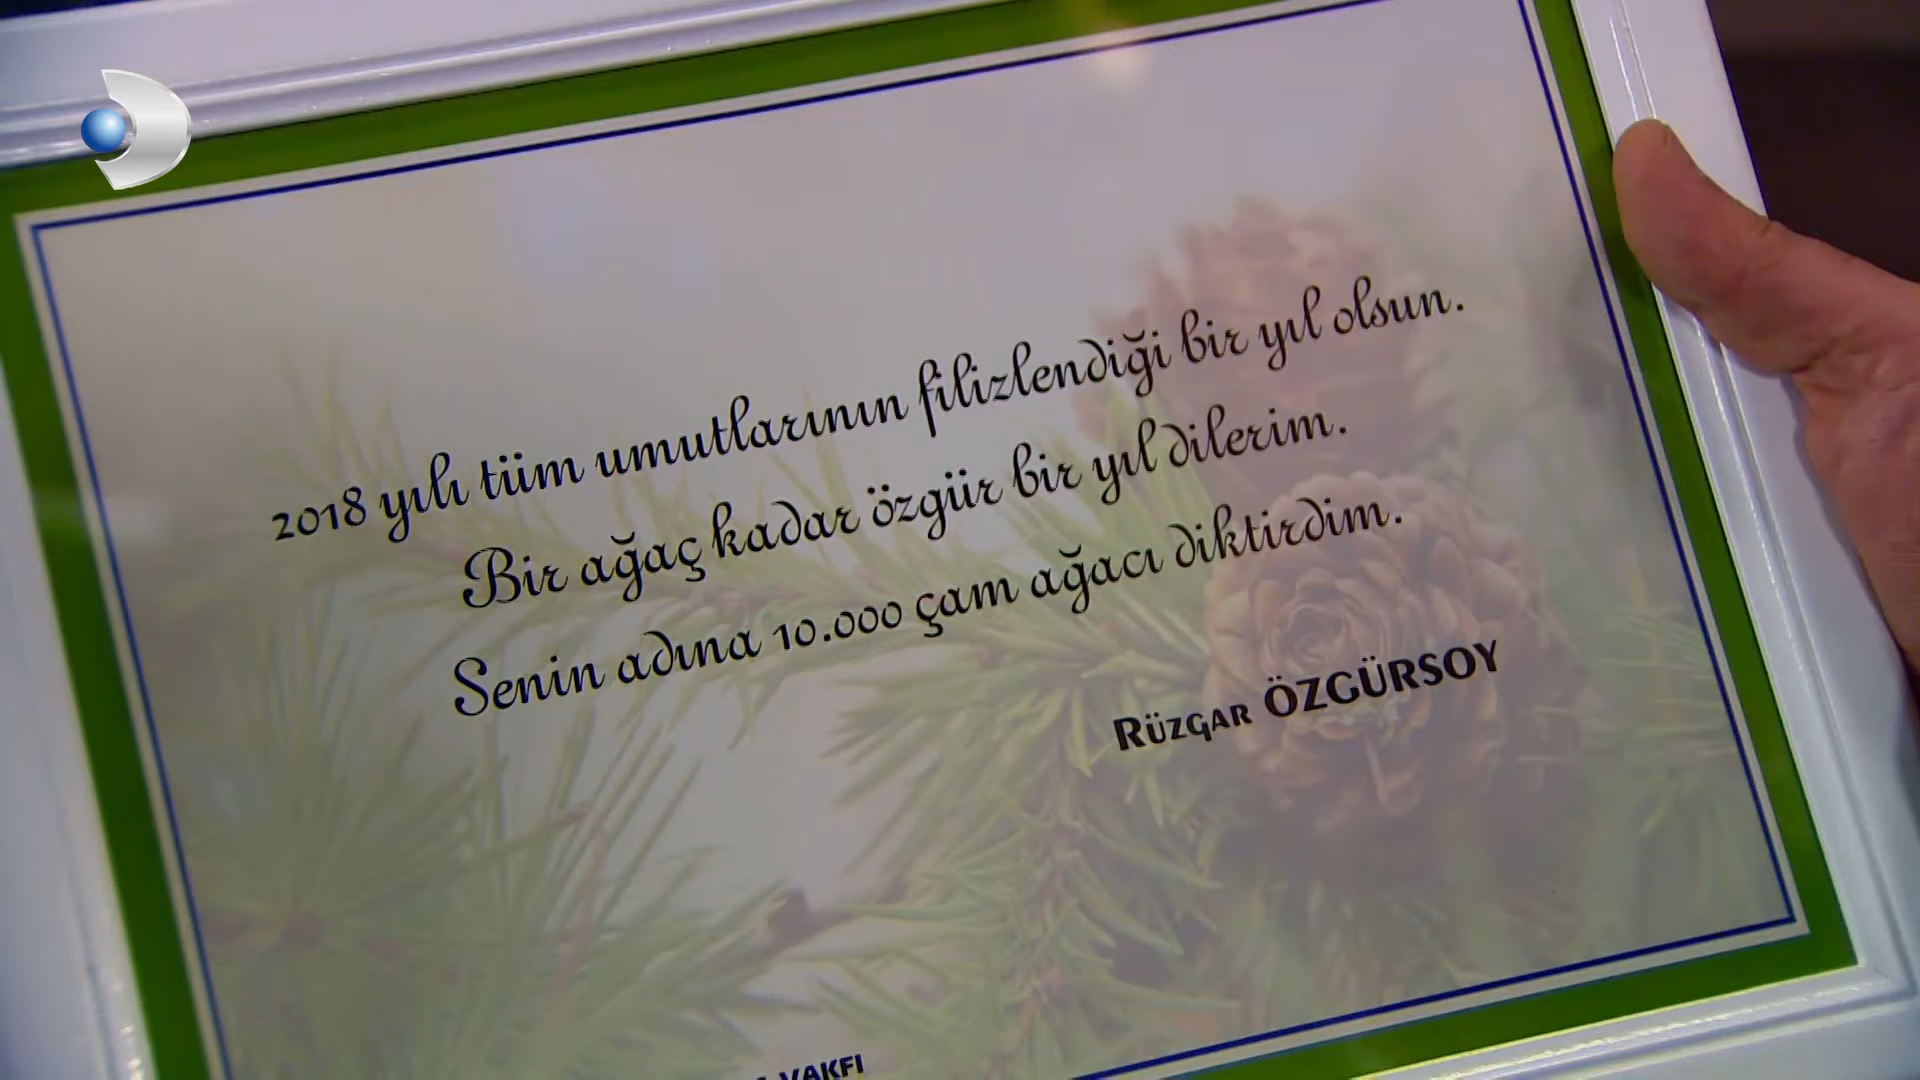 2018 yılı tüm umutlarının filizlendiği bir yıl olsun.
Bir ağaç kadar özgür bir yıl dilerim.
Senin adına 10.000 çam ağacı diktirdim.
Rüzgar ÖZGÜRSOY
VAKFI